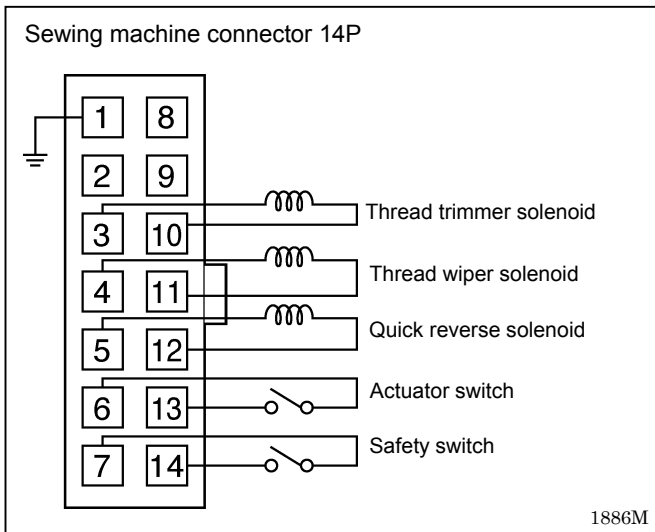 Sewing machine connector 14P
1 8
2 9
3 10
Thread trimmer solenoid
4 11
Thread wiper solenoid
5 12
Quick reverse solenoid
6 13
Actuator switch
7 14
Safety switch
1886M